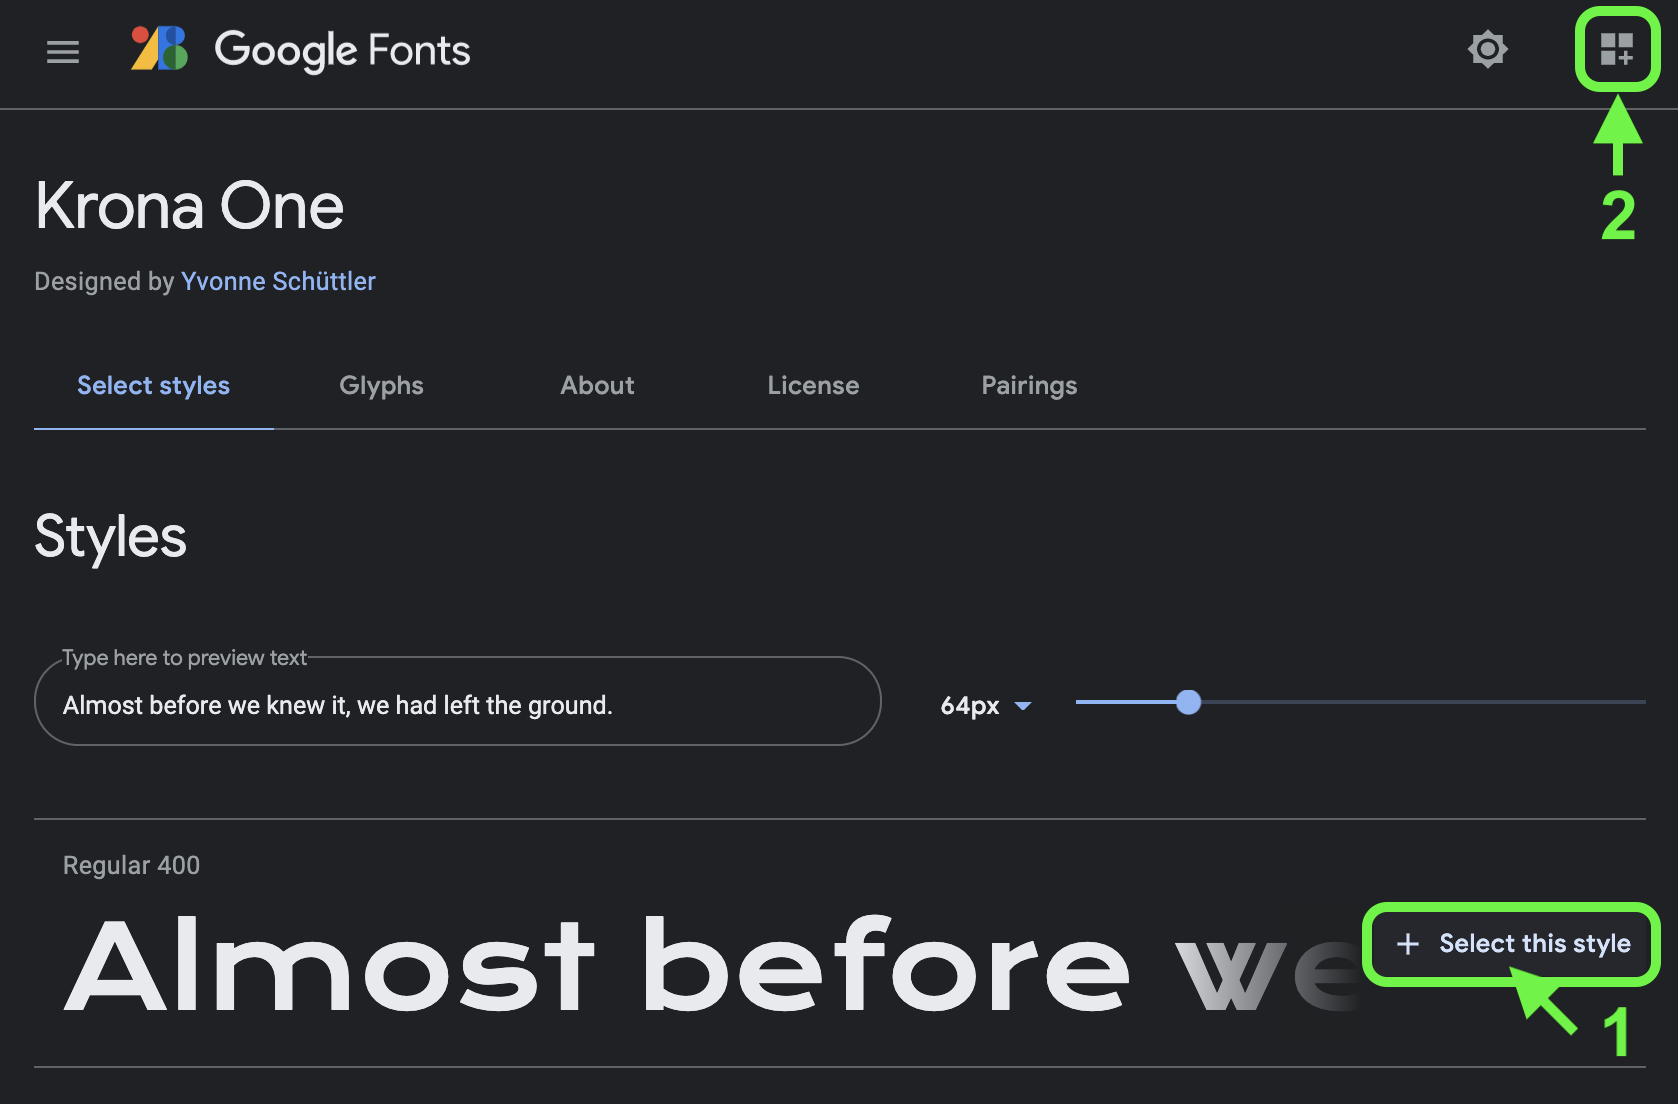 Google Fonts
2
Krona One
Designed by Yvonne Schüttler
Select styles Glyphs About License Pairings
Styles
Type here to preview text
Almost before we knew it, we had left the ground.
64px
Regular 400
Almost before we
+ Select this style
1